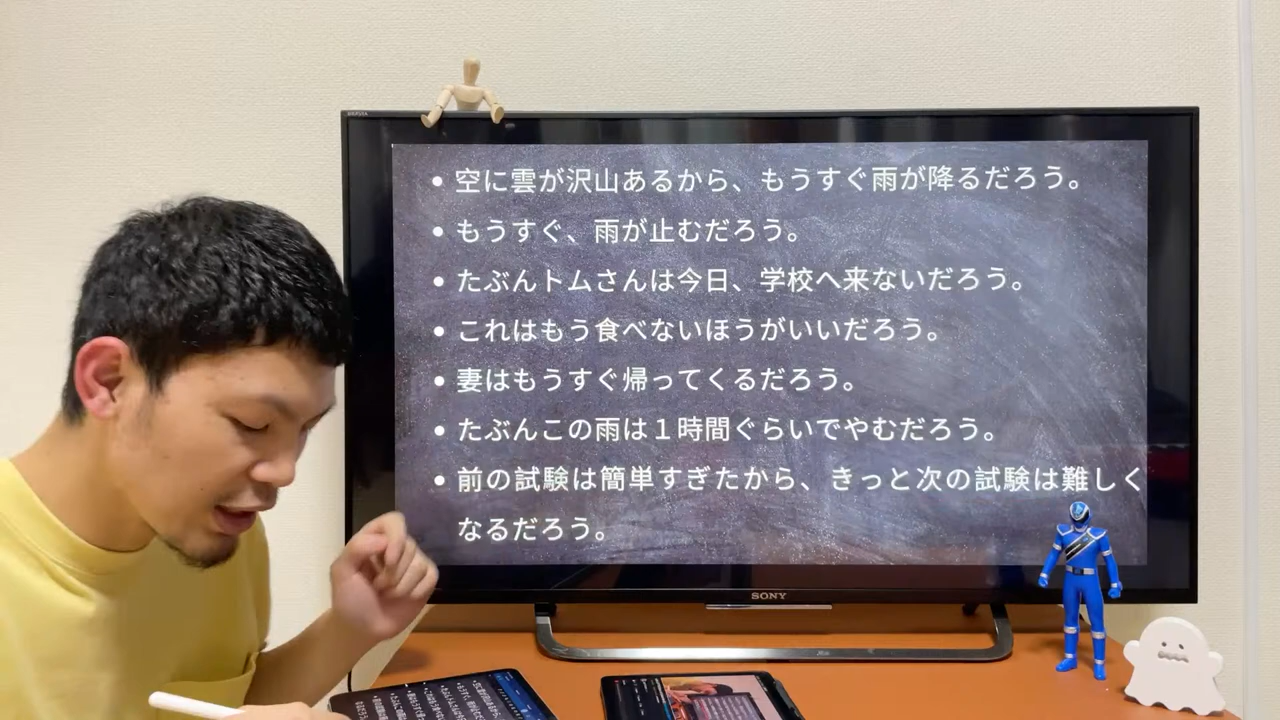 • 空に雲が沢山あるから、もうすぐ雨が降るだろう。
• もうすぐ、雨が止むだろう。
• たぶんトムさんは今日、学校へ来ないだろう。
• これはもう食べないほうがいいだろう。
• 妻はもうすぐ帰ってくるだろう。
• たぶんこの雨は１時間ぐらいでやむだろう。
• 前の試験は簡単すぎたから、きっと次の試験は難しく
なるだろう。
SONY